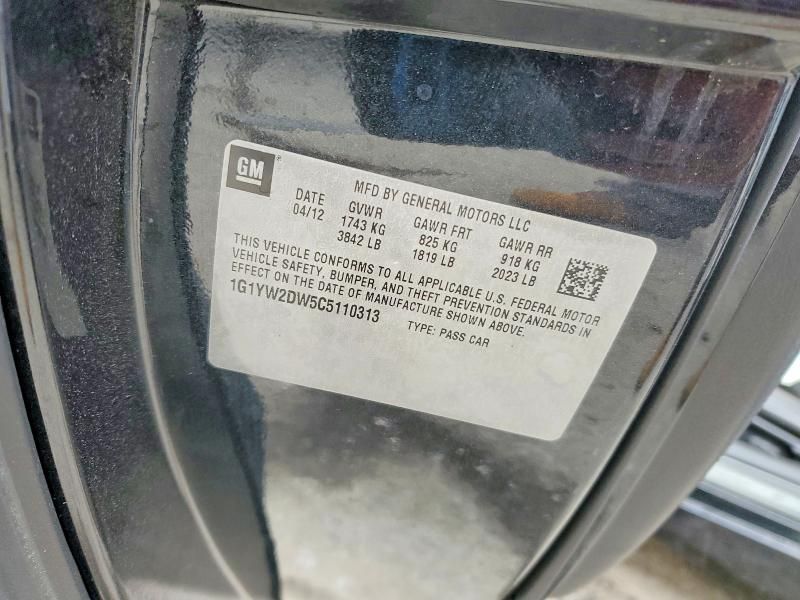 GM®
MFD BY GENERAL MOTORS LLC
DATE GVWR GAWR FRT GAWR RR
04/12 1743 KG 825 KG 918 KG
3842 LB 1819 LB 2023 LB
THIS VEHICLE CONFORMS TO ALL APPLICABLE U.S. FEDERAL MOTOR
VEHICLE SAFETY, BUMPER, AND THEFT PREVENTION STANDARDS IN
EFFECT ON THE DATE OF MANUFACTURE SHOWN ABOVE.
1G1YW2DW5C5110313 TYPE: PASS CAR